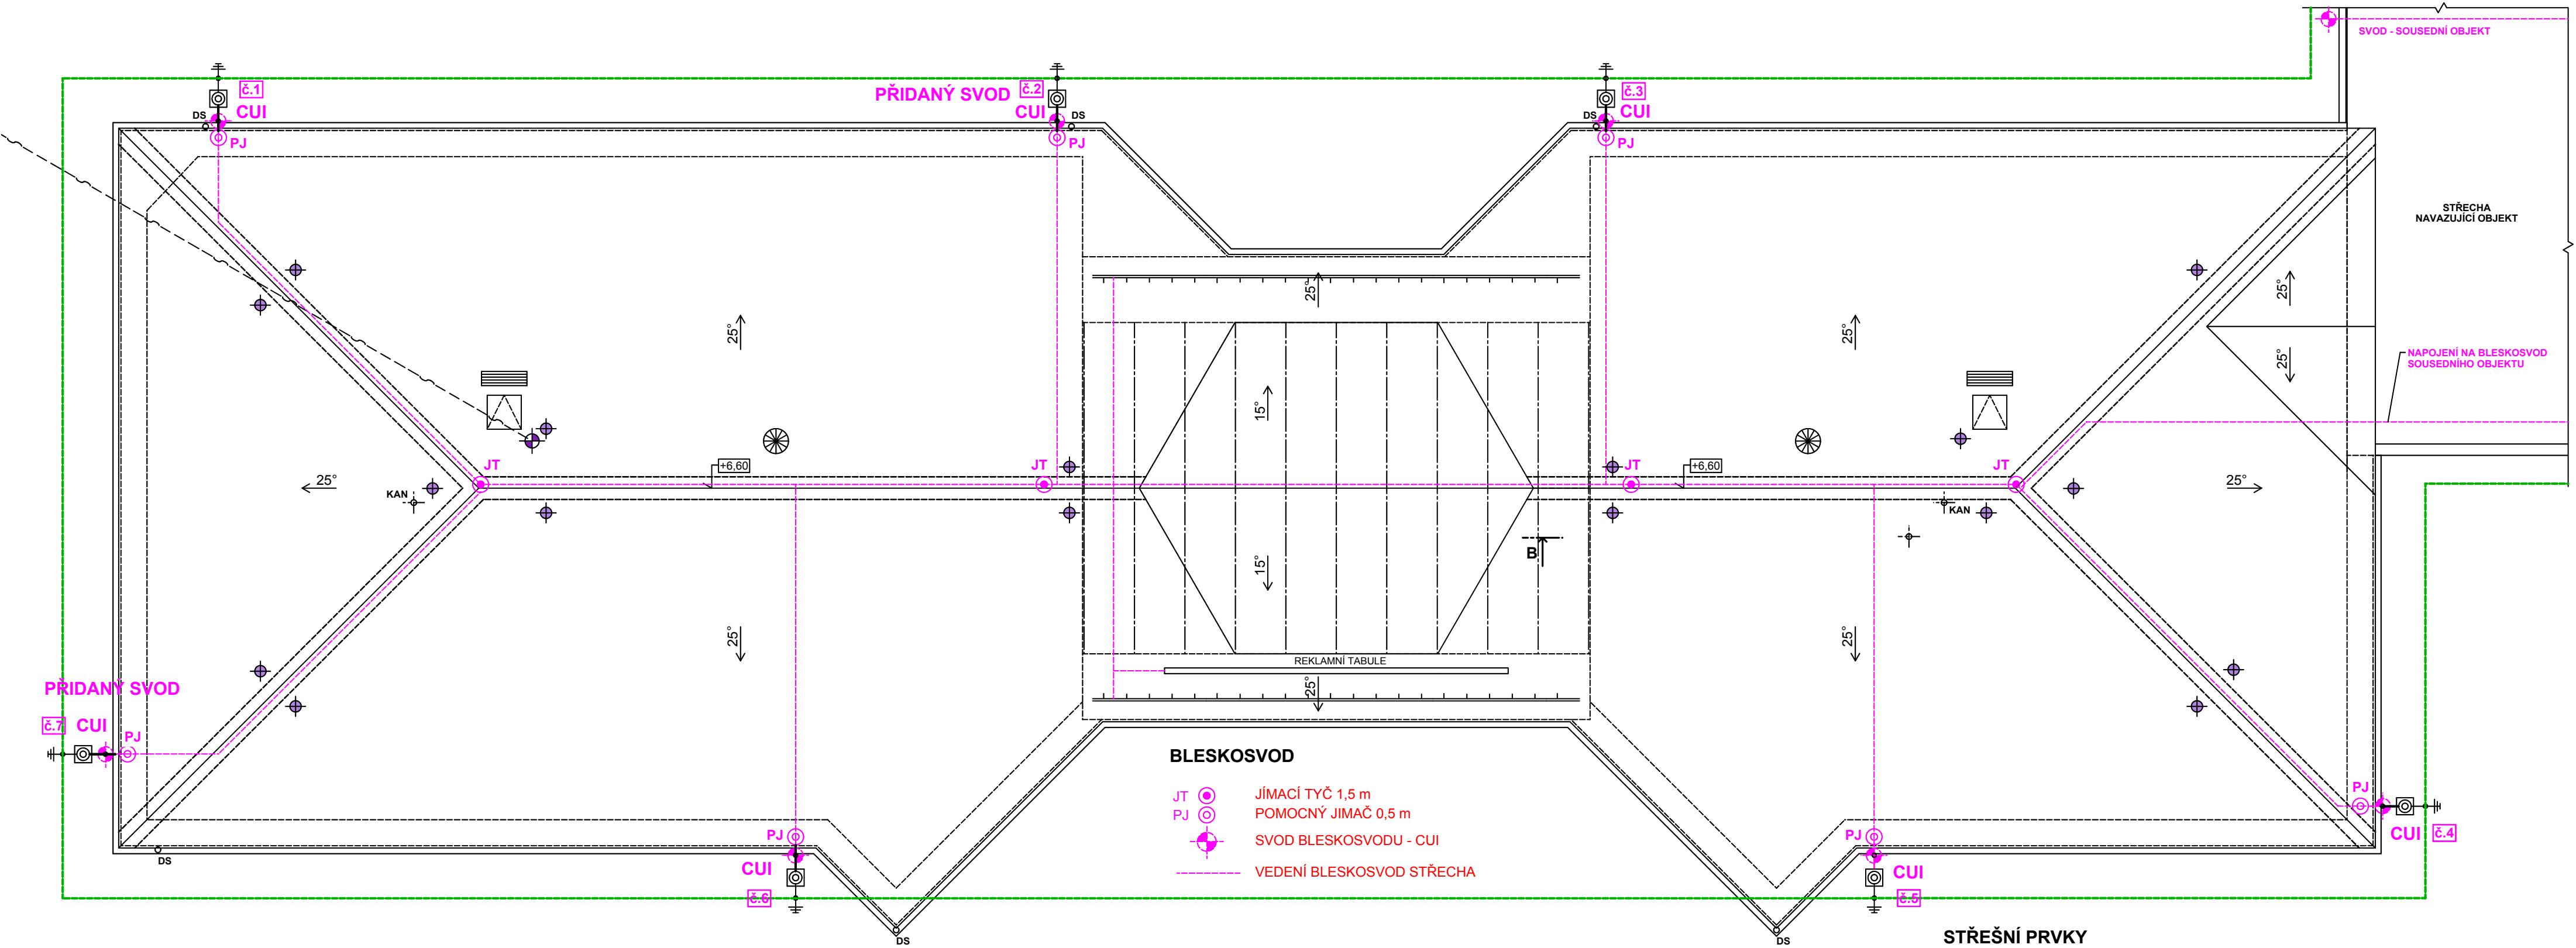 SVOD - SOUSEDNÍ OBJEKT
č.1
CUI
DS
PJ
PŘIDANÝ SVOD
č.2
CUI
DS
PJ
č.3
CUI
DS
PJ
STŘECHA
NAVAZUJÍCÍ OBJEKT
25°
25°
25°
25°
25°
NAPOJENÍ NA BLESKOSVOD
SOUSEDNÍHO OBJEKTU
15°
JT
+6,60
JT
JT
+6,60
JT
25°
KAN
25°
KAN
B
15°
25°
25°
REKLAMNÍ TABULE
25°
PŘIDANÝ SVOD
č.7
CUI
PJ
BLESKOSVOD
JT
JÍMACÍ TYČ 1,5 m
PJ
POMOCNÝ JIMAČ 0,5 m
SVOD BLESKOSVODU - CUI
VEDENÍ BLESKOSVOD STŘECHA
PJ
CUI
č.4
PJ
CUI
č.6
PJ
CUI
č.5
DS
DS
DS
STŘEŠNÍ PRVKY